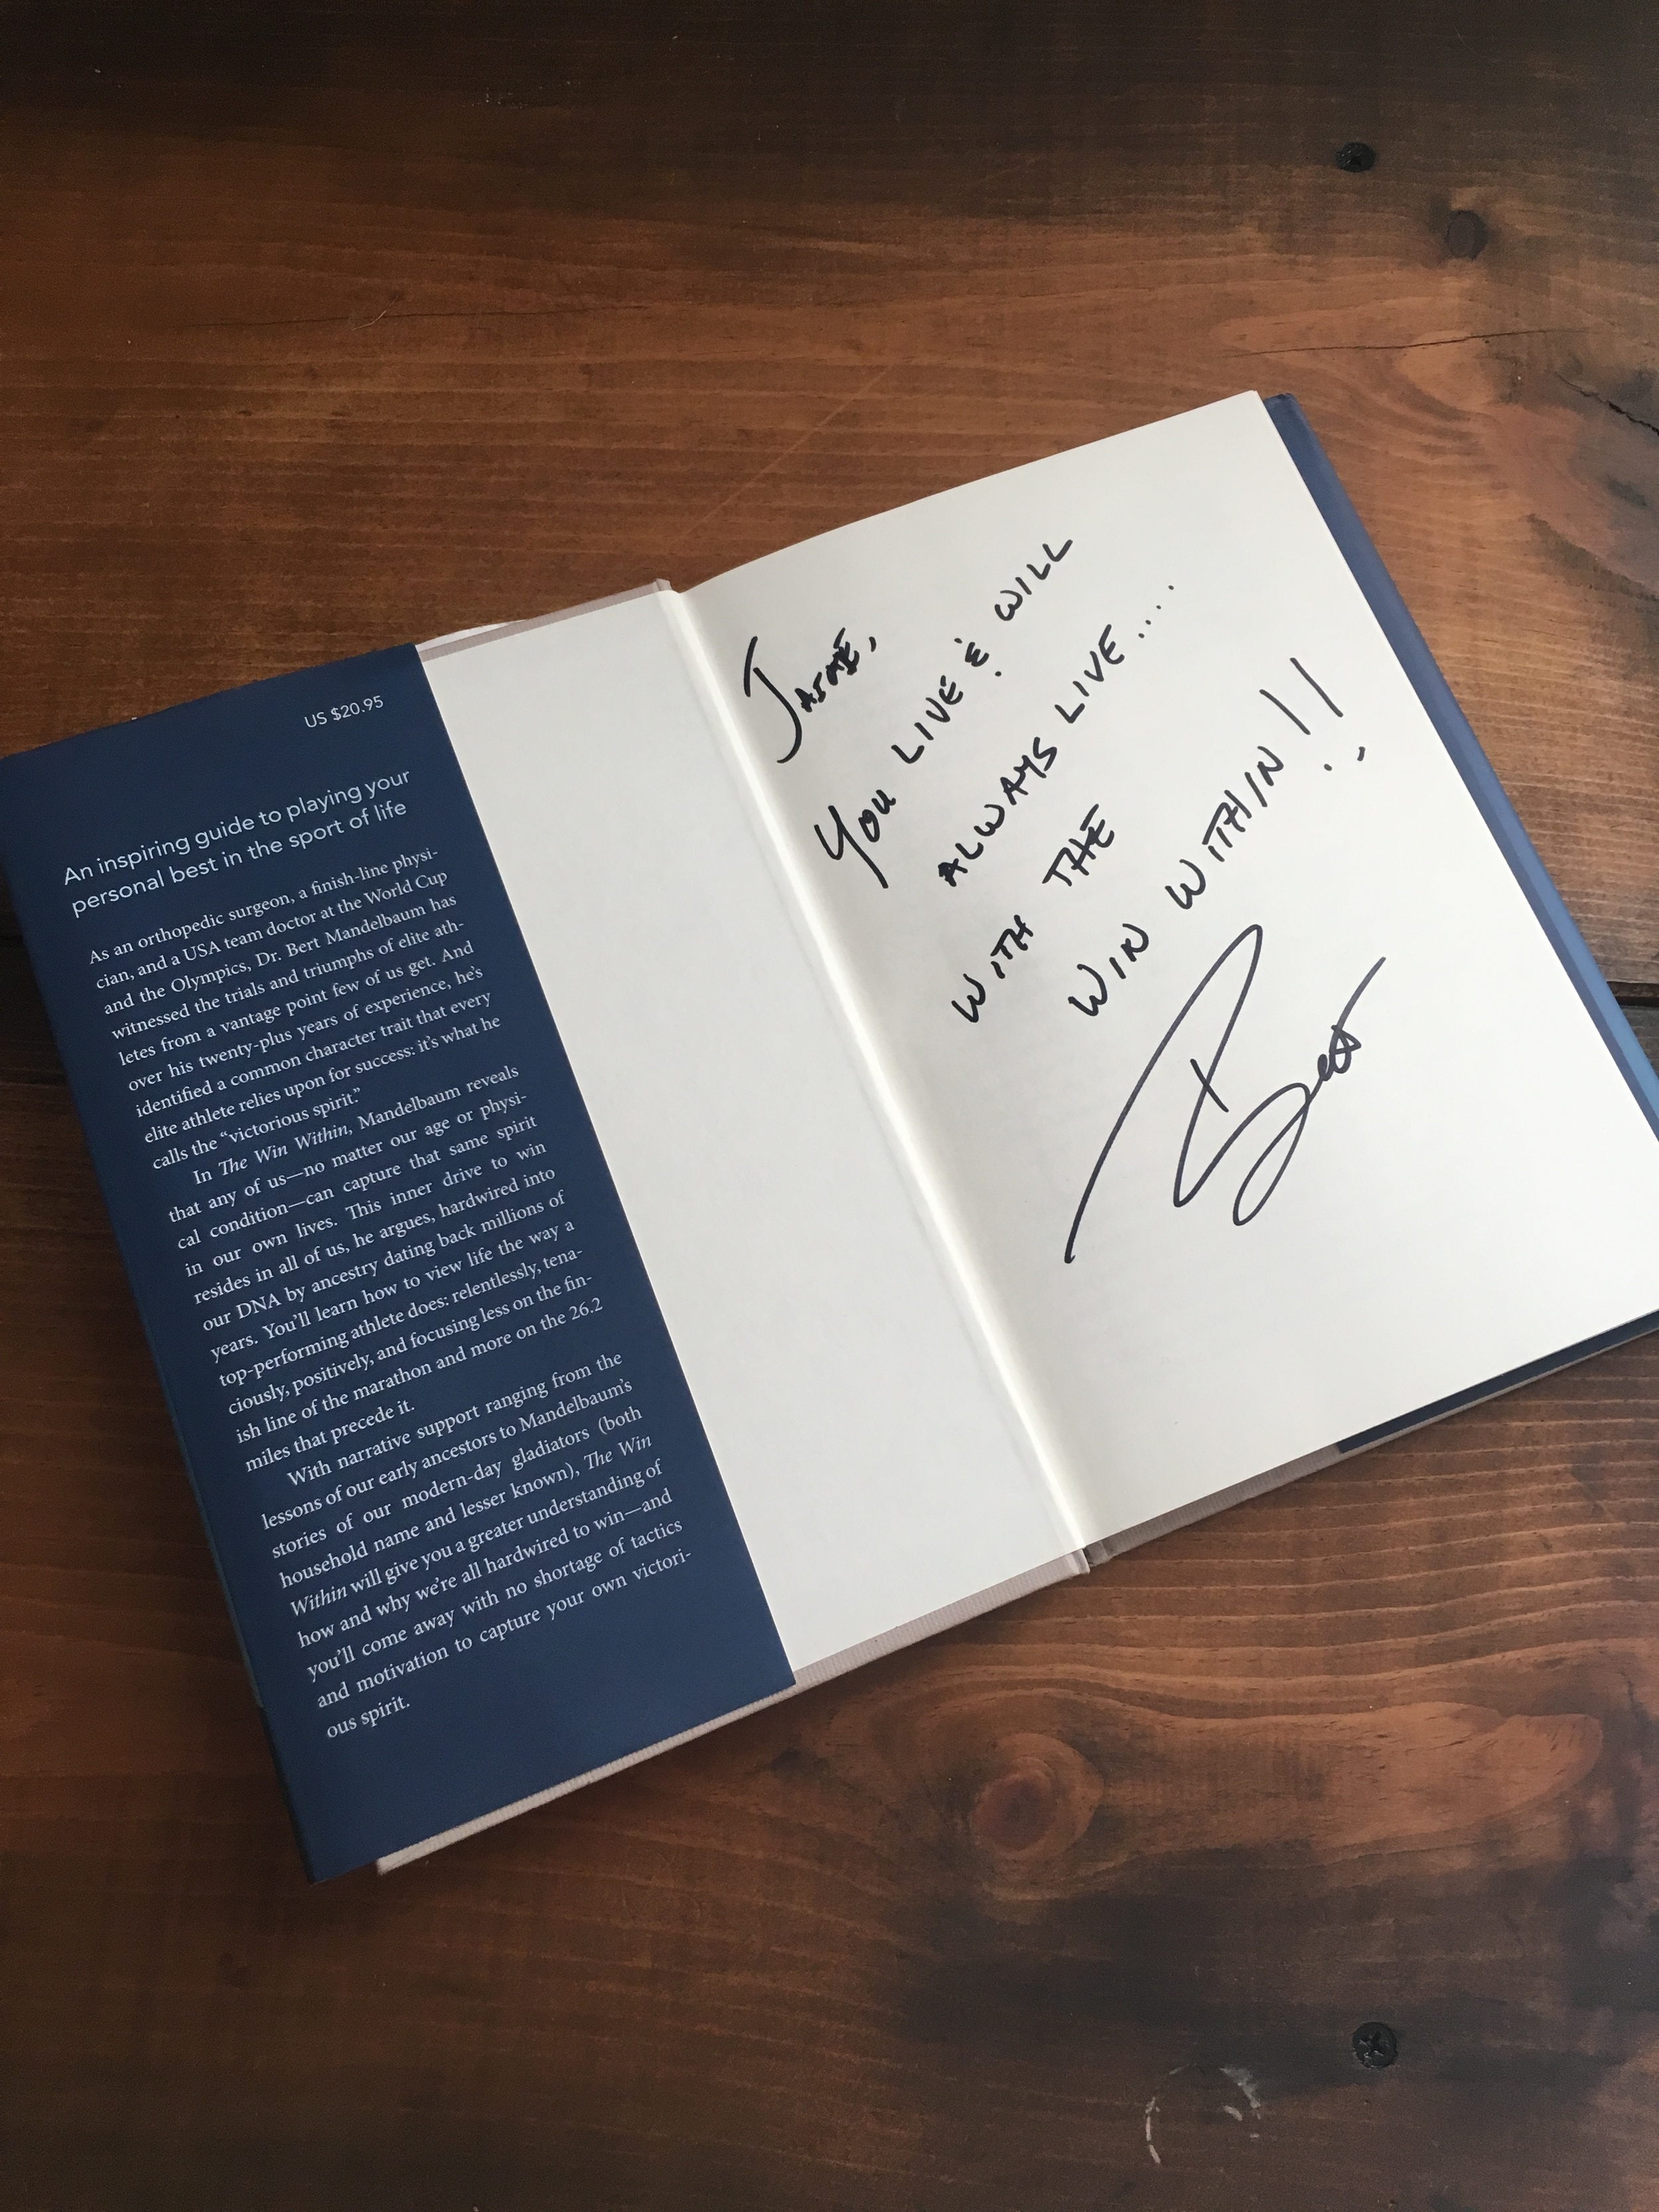 US $20.95
An inspiring guide to playing your
personal best in the sport of life
As an orthopedic surgeon, a finish-line physi-
cian, and a USA team doctor at the World Cup
and the Olympics, Dr. Bert Mandelbaum has
witnessed the trials and triumphs of elite ath-
letes from a vantage point few of us get. And
over his twenty-plus years of experience, he's
identified a common character trait that every
elite athlete relies upon for success: it's what he
calls the “victorious spirit.”
In The Win Within, Mandelbaum reveals
that any of us—no matter our age or physi-
cal condition—can capture that same spirit
in our own lives. This inner drive to win
resides in all of us, he argues, hardwired into
our DNA by ancestry dating back millions of
years. You'll learn how to view life the way a
top-performing athlete does: relentlessly, tena-
ciously, positively, and focusing less on the fin-
ish line of the marathon and more on the 26.2
miles that precede it.
With narrative support ranging from the
lessons of our early ancestors to Mandelbaum's
stories of our modern-day gladiators (both
household name and lesser known), The Win
Within will give you a greater understanding of
how and why we're all hardwired to win—and
you'll come away with no shortage of tactics
and motivation to capture your own victori-
ous spirit.
JAIME,
YOU LIVE & WILL
ALWAYS LIVE....
WITH THE
WIN WITHIN!!
Bert